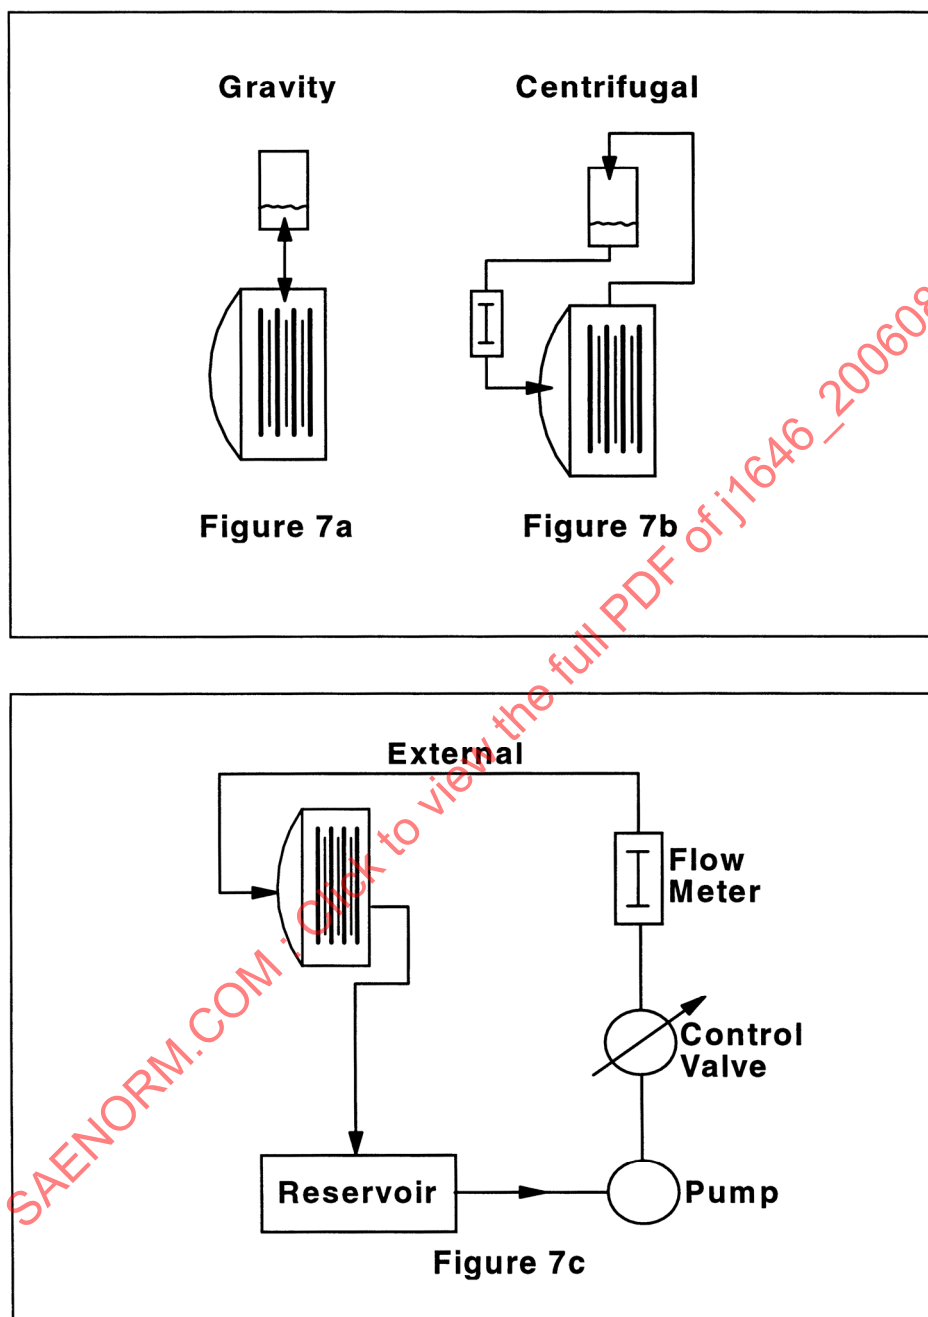 Gravity
Centrifugal
Figure 7a
Figure 7b
External
Flow
Meter
Control
Valve
Reservoir
Pump
Figure 7c
SAENORM.COM : Click to view the full PDF of j1646_200608